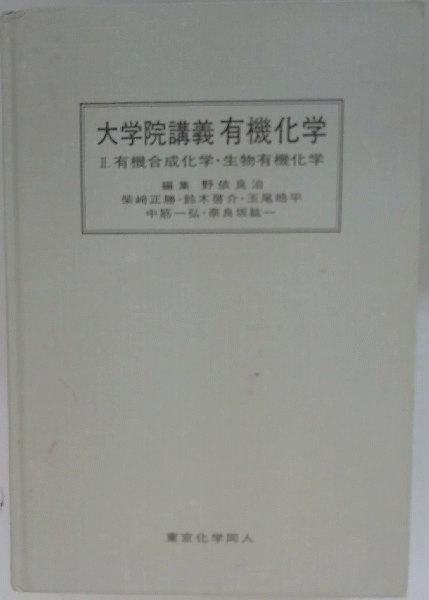 大学院講義 有機化学
Ⅱ. 有機合成化学・生物有機化学
編集 野依良治
柴﨑正勝・鈴木啓介・玉尾皓平
中筋一弘・奈良坂紘一
東京化学同人